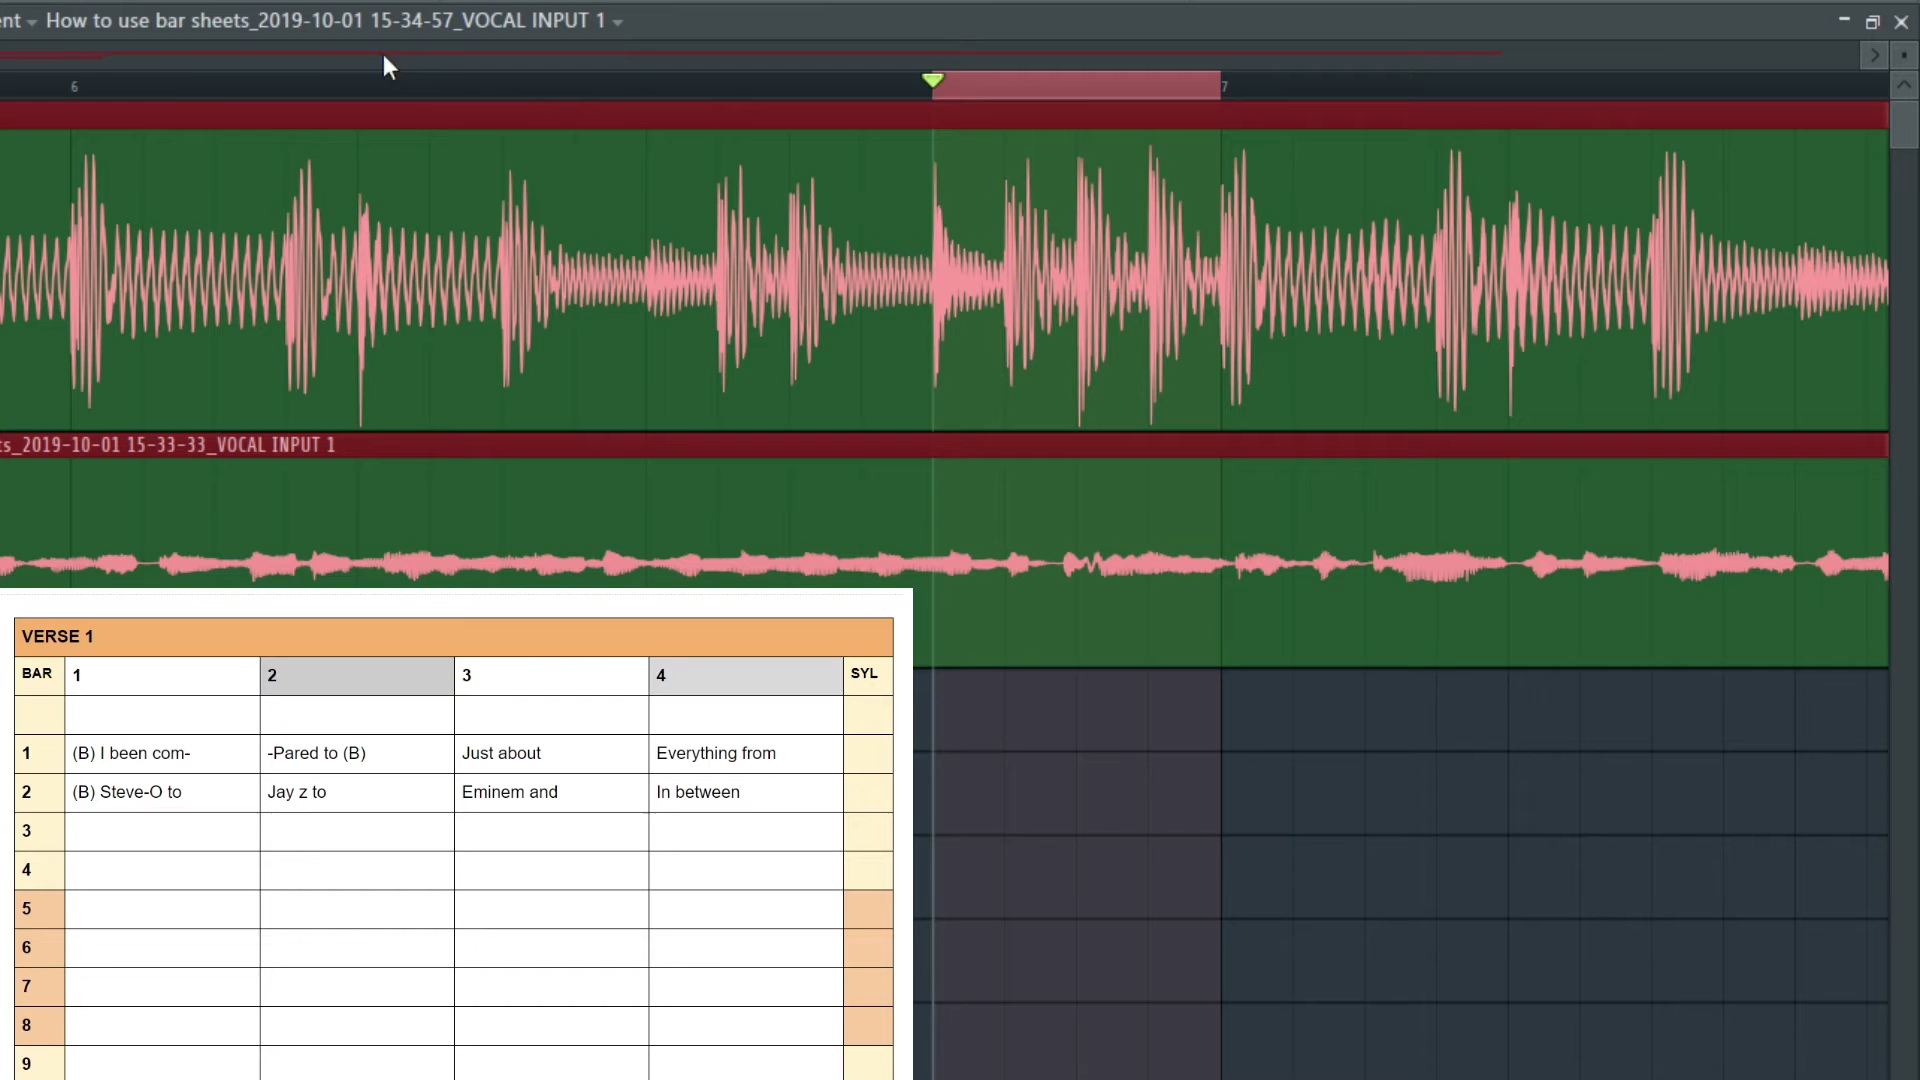 nt How to use bar sheets_2019-10-01 15-34-57_VOCAL INPUT 1
6 7
ts_2019-10-01 15-33-33_VOCAL INPUT 1
VERSE 1
BAR 1 2 3 4 SYL
1 (B) I been com- -Pared to (B) Just about Everything from
2 (B) Steve-O to Jay z to Eminem and In between
3
4
5
6
7
8
9